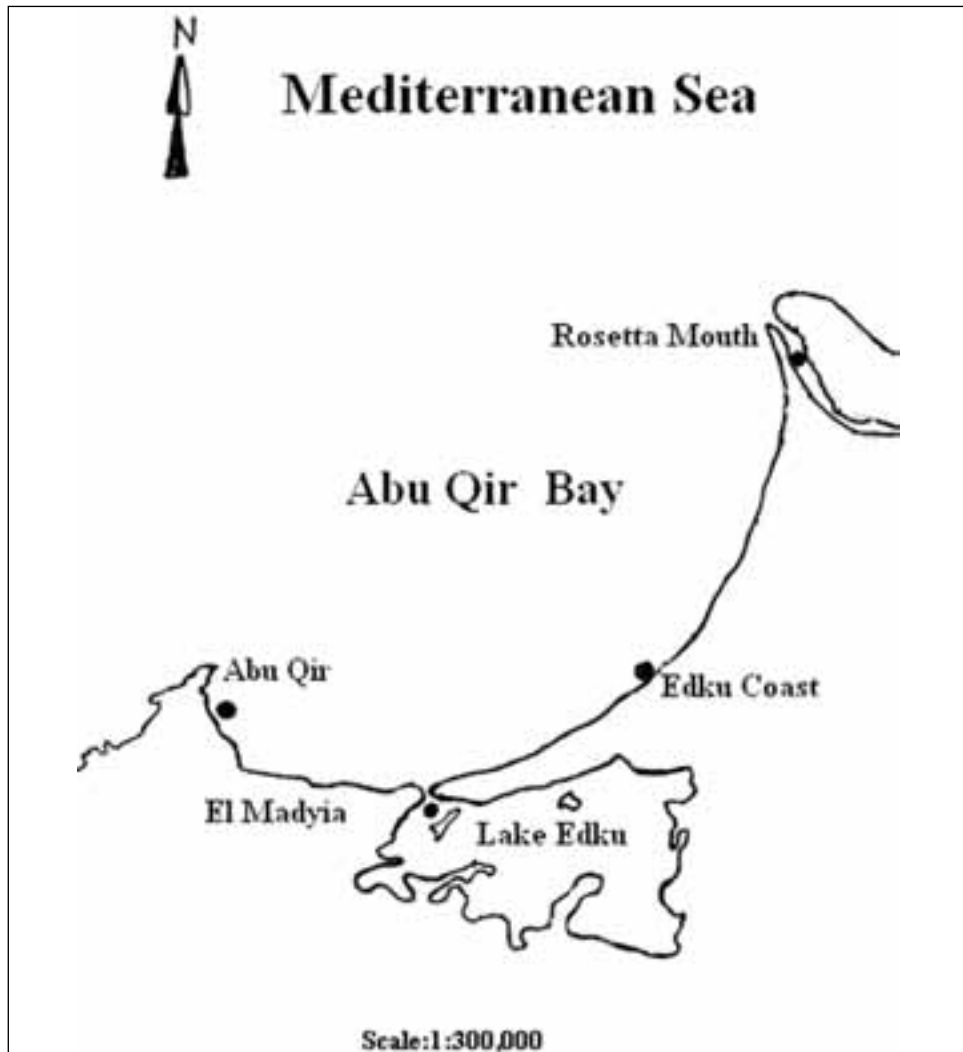 N
Mediterranean Sea
Rosetta Mouth
Abu Qir Bay
Abu Qir
Edku Coast
El Madyia
Lake Edku
Scale:1:300,000